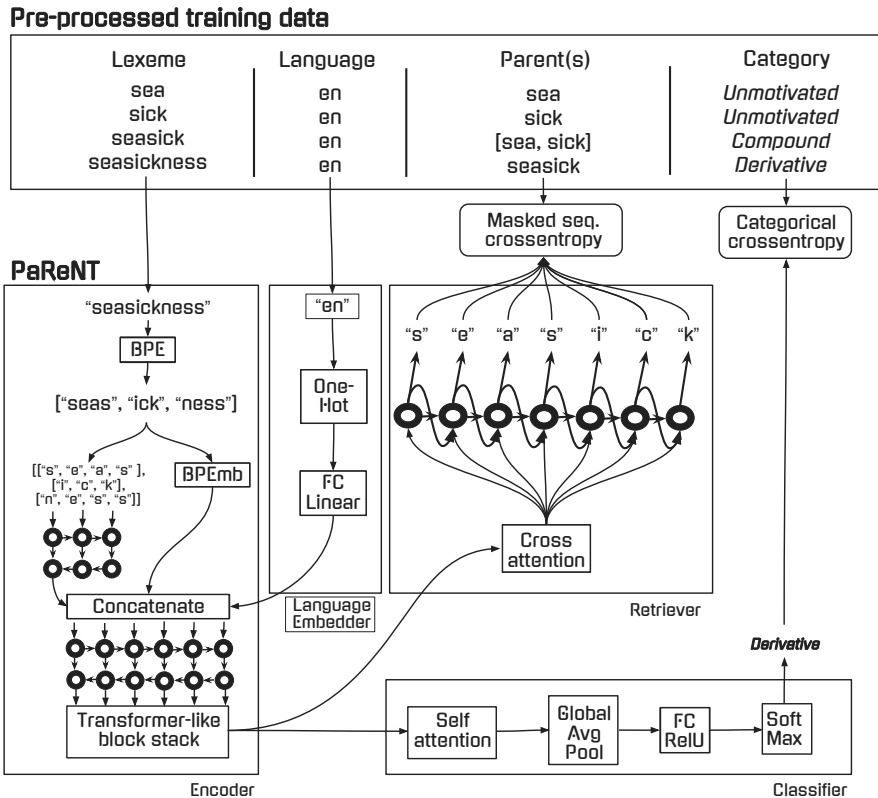 Pre-processed training data
Lexeme Language Parent(s) Category
sea en sea Unmotivated
sick en sick Unmotivated
seasick en [sea, sick] Compound
seasickness en seasick Derivative
Masked seq.
crossentropy
Categorical
crossentropy
PaReNT
“seasickness”
BPE
[“seas”, “ick”, “ness”]
[[“s”, “e”, “a”, “s” ],
[“i”, “c”, “k”],
[“n”, “e”, “s”, “s”]]
BPEmb
Concatenate
Transformer-like
block stack
Encoder
“en”
One-
Hot
FC
Linear
Language
Embedder
“s” “e” “a” “s” “i” “c” “k”
Cross
attention
Retriever
Derivative
Self
attention
Global
Avg
Pool
FC
RelU
Soft
Max
Classifier